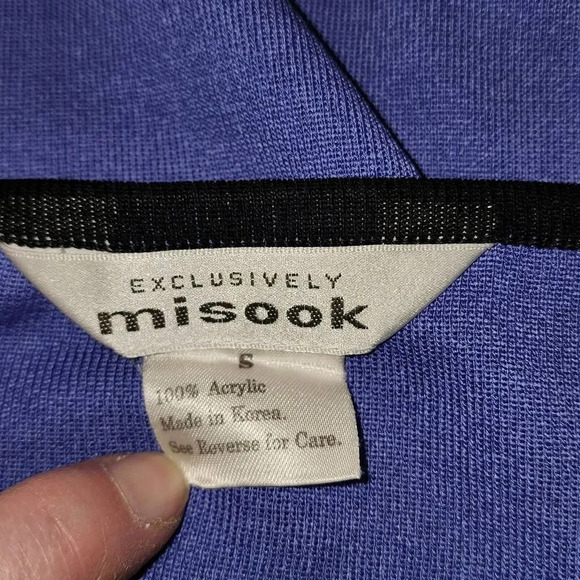 EXCLUSIVELY
misook
S
100% Acrylic
Made in Korea.
See Reverse for Care.